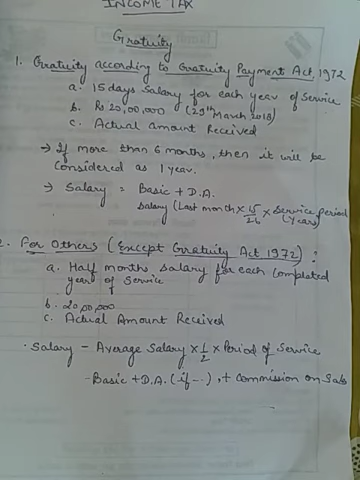 INCOME TAX
Gratuity
1. Gratuity according to Gratuity Payment Act, 1972
a. 15 days Salary for each year of Service
b. Rs 20,00,000 (29th March 2018)
c. Actual amount Received
→ If more than 6 months, then it will be
considered as 1 year.
→ Salary = Basic + D.A.
Salary (Last month × 15/26 × Service period
(Years)
2. For Others (Except Gratuity Act 1972) :
a. Half months salary for each completed
year of Service
b. 20,00,000
c. Actual Amount Received
· Salary - Average Salary × 1/2 × Period of Service
- Basic + D.A. (if --), + Commission on Sale